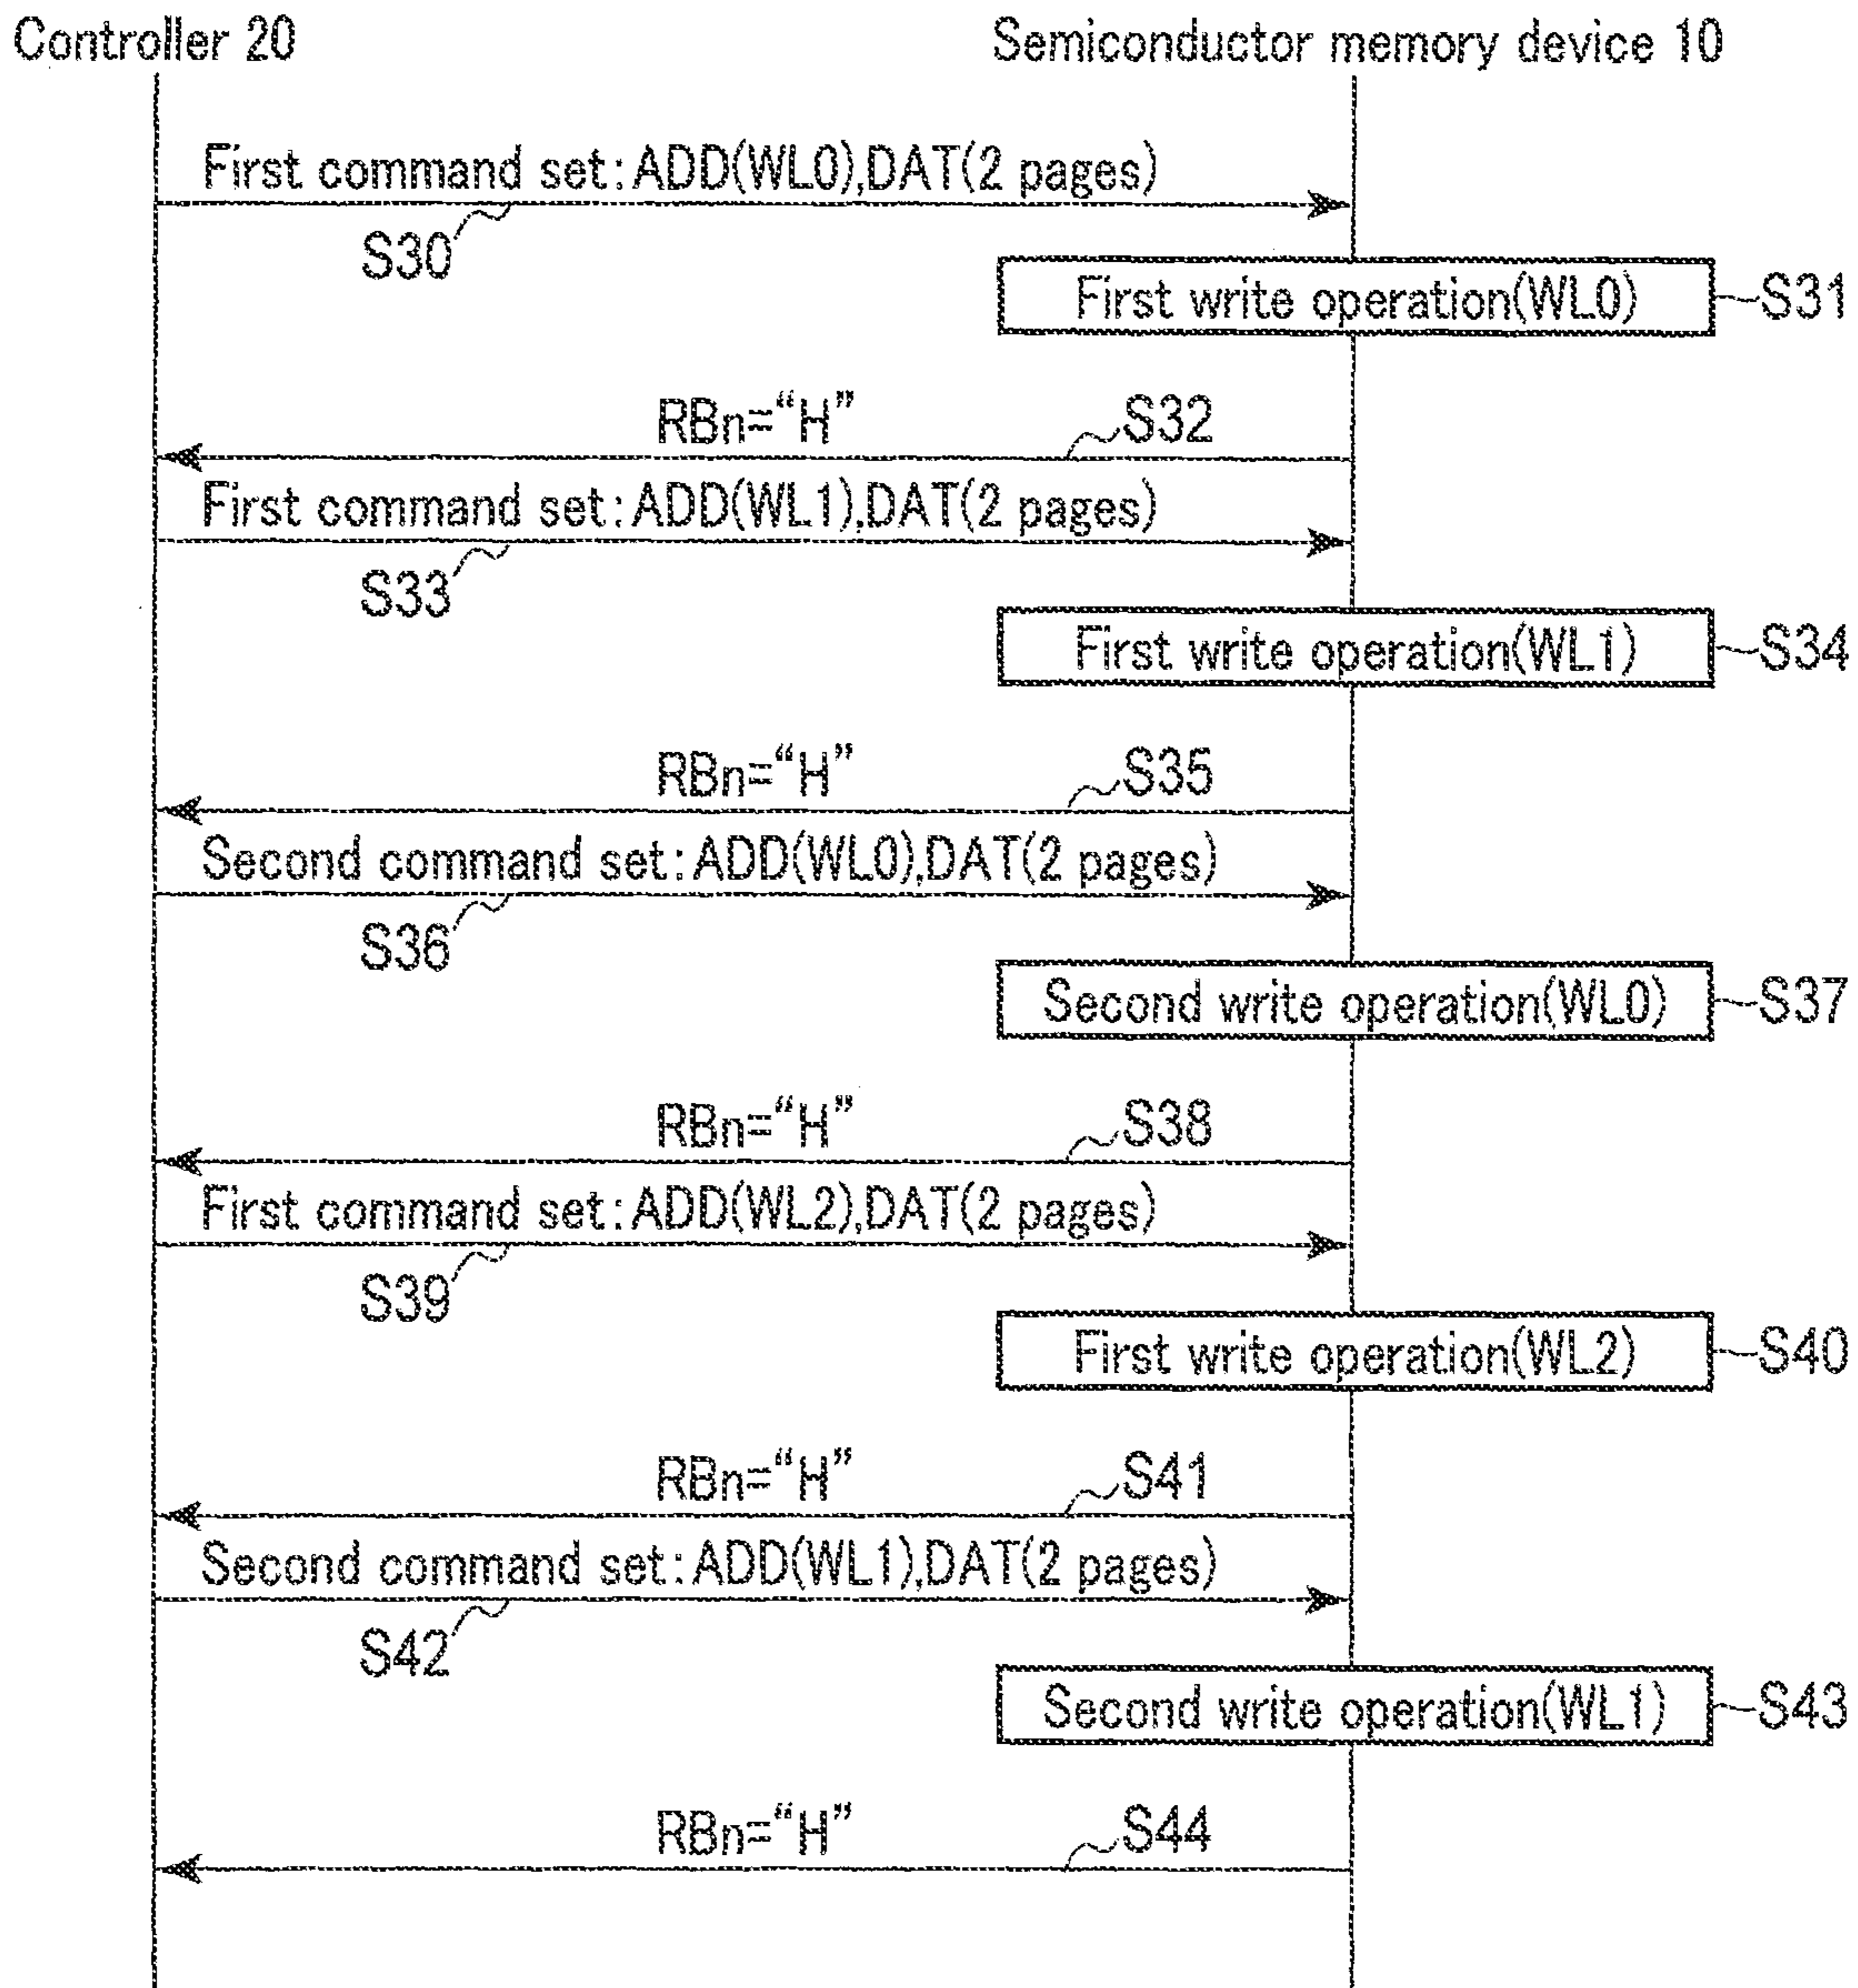 Controller 20
Semiconductor memory device 10
First command set:ADD(WL0),DAT(2 pages)
S30
First write operation(WL0)
S31
RBn=“H”
S32
First command set:ADD(WL1),DAT(2 pages)
S33
First write operation(WL1)
S34
RBn=“H”
S35
Second command set:ADD(WL0),DAT(2 pages)
S36
Second write operation(WL0)
S37
RBn=“H”
S38
First command set:ADD(WL2),DAT(2 pages)
S39
First write operation(WL2)
S40
RBn=“H”
S41
Second command set:ADD(WL1),DAT(2 pages)
S42
Second write operation(WL1)
S43
RBn=“H”
S44